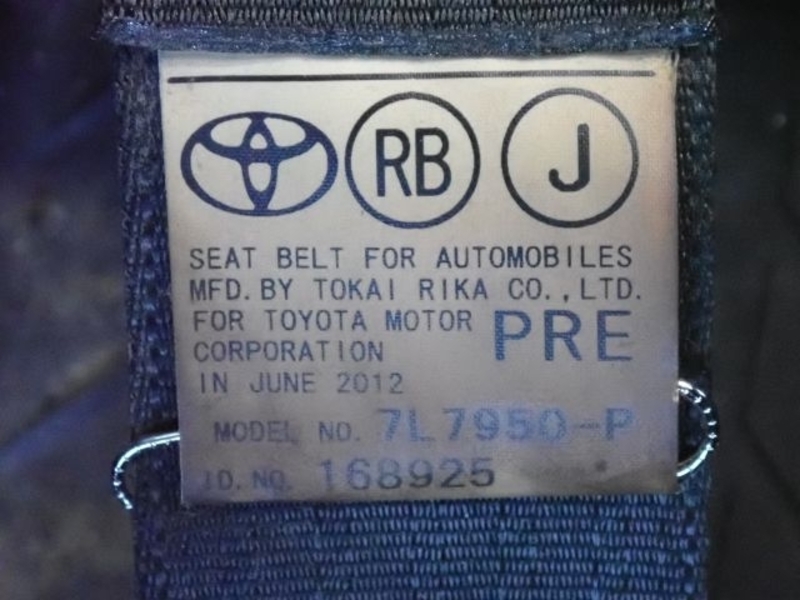 RB J
SEAT BELT FOR AUTOMOBILES
MFD. BY TOKAI RIKA CO., LTD.
FOR TOYOTA MOTOR PRE
CORPORATION
IN JUNE 2012
MODEL NO. 7L7950-P
ID. NO. 168925